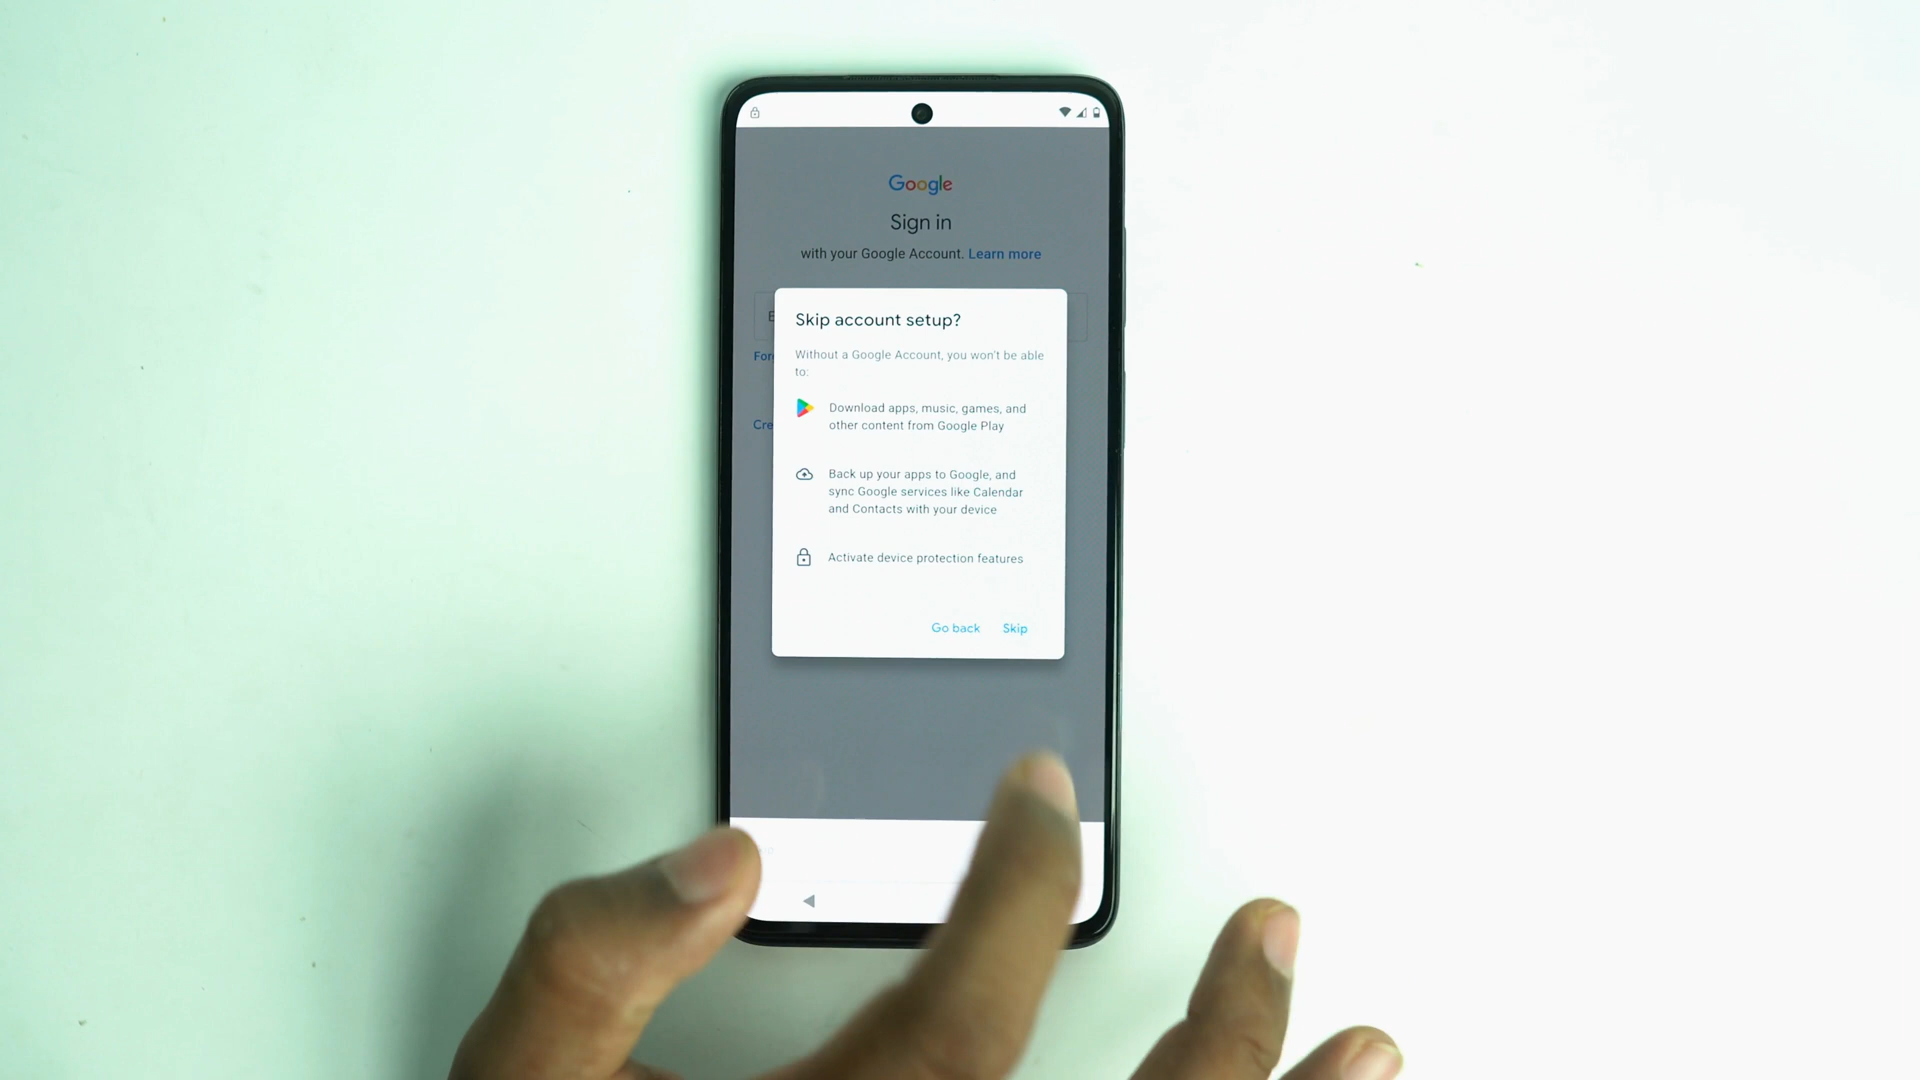 Google
Sign in
with your Google Account. Learn more
E
Skip account setup?
Without a Google Account, you won't be able
to:
For
Download apps, music, games, and
other content from Google Play
Cre
Back up your apps to Google, and
sync Google services like Calendar
and Contacts with your device
Activate device protection features
Go back Skip